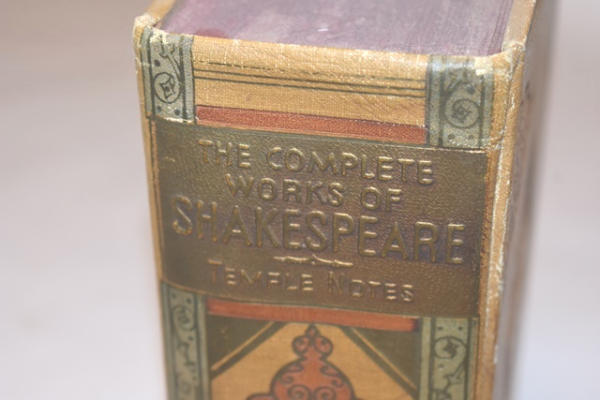 THE COMPLETE
WORKS OF
SHAKESPEARE
TEMPLE NOTES